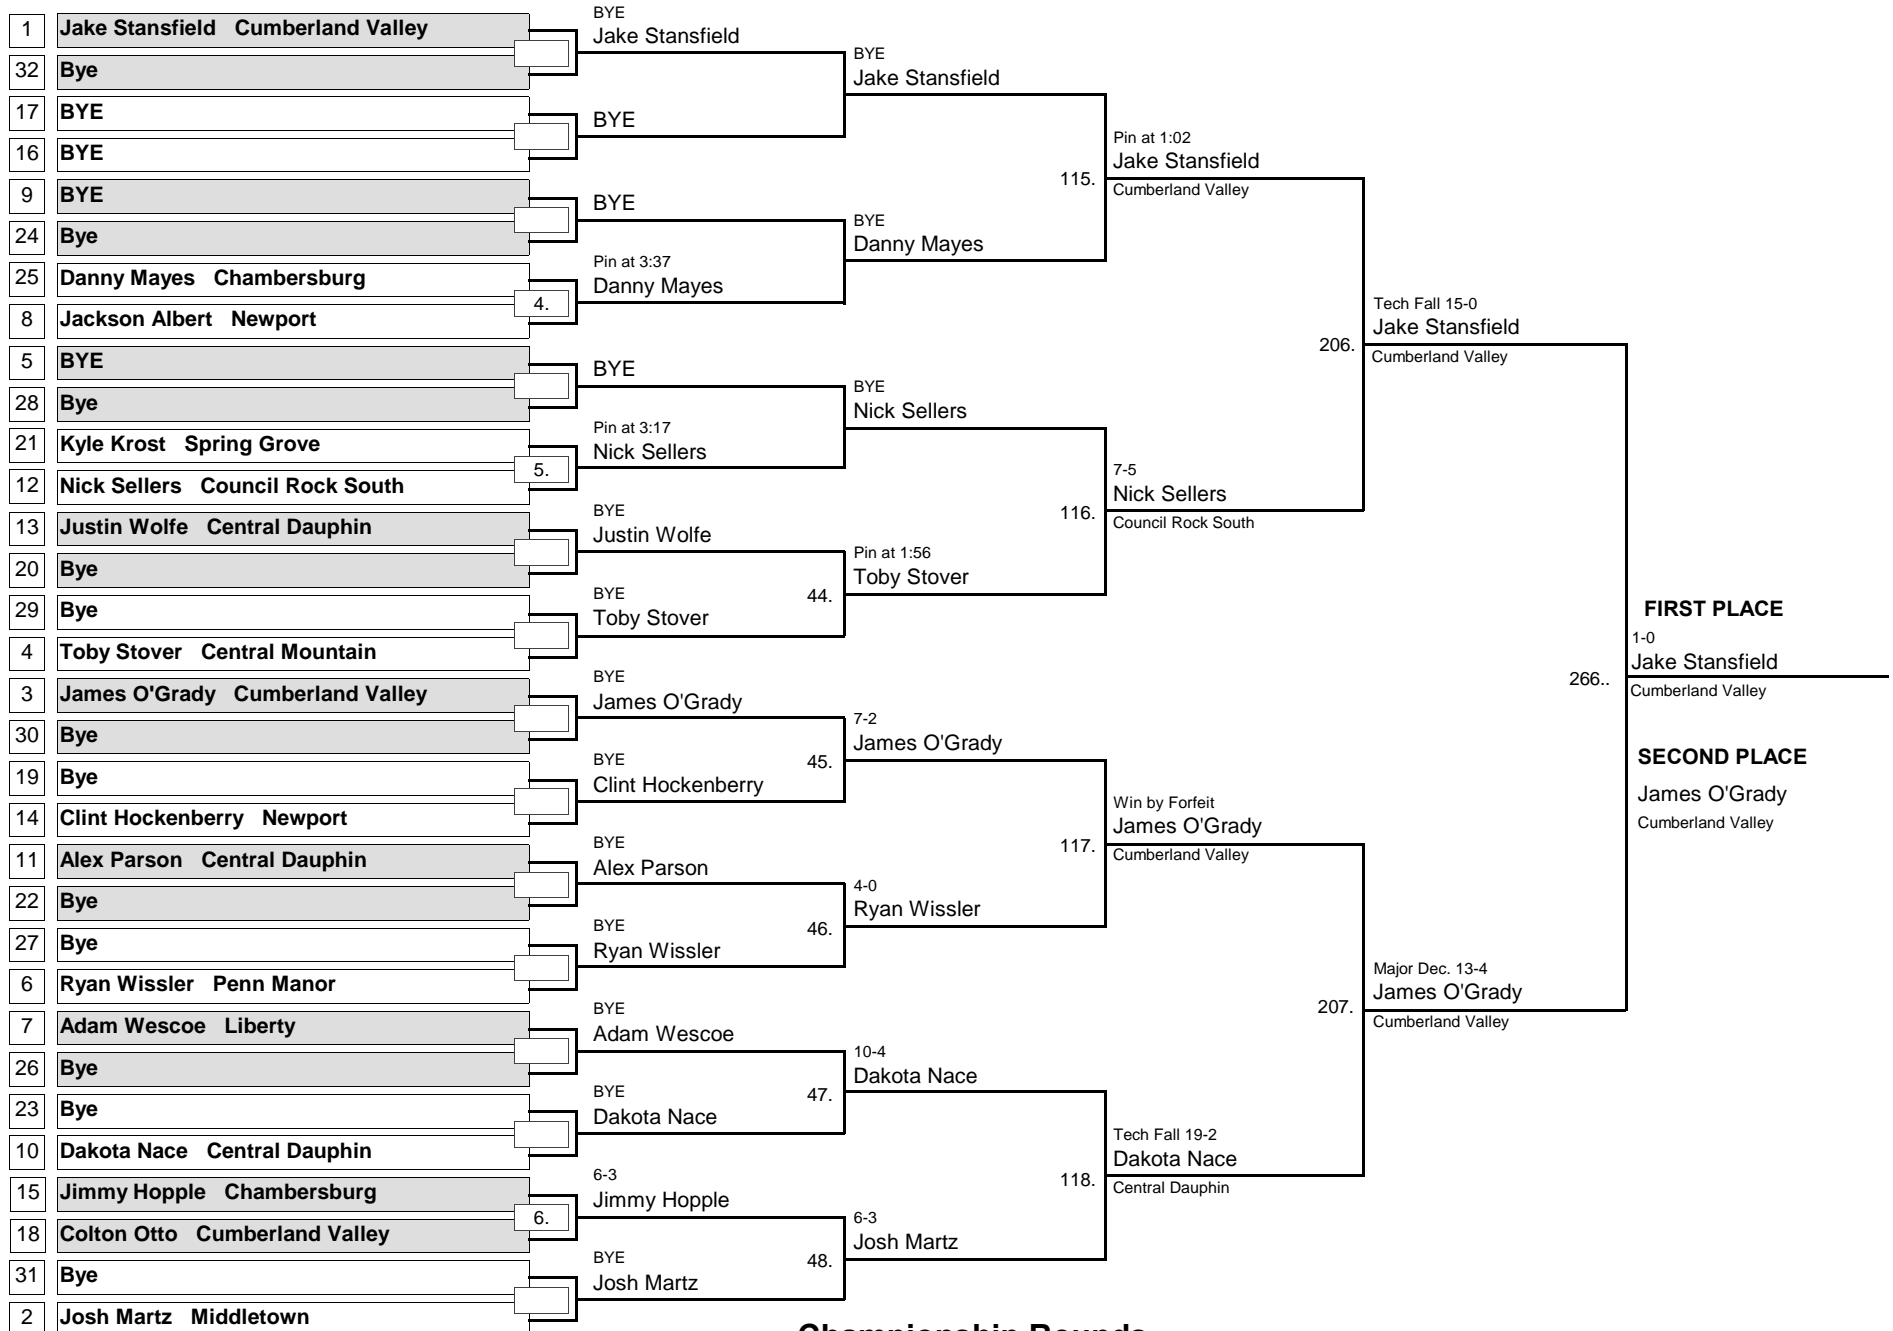 1 Jake Stansfield Cumberland Valley
32 Bye
17 BYE
16 BYE
9 BYE
24 Bye
25 Danny Mayes Chambersburg
8 Jackson Albert Newport
4.
5 BYE
28 Bye
21 Kyle Krost Spring Grove
12 Nick Sellers Council Rock South
5.
13 Justin Wolfe Central Dauphin
20 Bye
29 Bye
4 Toby Stover Central Mountain
3 James O'Grady Cumberland Valley
30 Bye
19 Bye
14 Clint Hockenberry Newport
11 Alex Parson Central Dauphin
22 Bye
27 Bye
6 Ryan Wissler Penn Manor
7 Adam Wescoe Liberty
26 Bye
23 Bye
10 Dakota Nace Central Dauphin
15 Jimmy Hopple Chambersburg
18 Colton Otto Cumberland Valley
6.
31 Bye
2 Josh Martz Middletown
BYE
Jake Stansfield
BYE
BYE
Pin at 3:37
Danny Mayes
BYE
Pin at 3:17
Nick Sellers
BYE
Justin Wolfe
BYE
Toby Stover
44.
BYE
James O'Grady
BYE
Clint Hockenberry
45.
BYE
Alex Parson
BYE
Ryan Wissler
46.
BYE
Adam Wescoe
BYE
Dakota Nace
47.
6-3
Jimmy Hopple
BYE
Josh Martz
48.
BYE
Jake Stansfield
BYE
Danny Mayes
115.
BYE
Nick Sellers
Pin at 1:56
Toby Stover
116.
7-2
James O'Grady
4-0
Ryan Wissler
117.
10-4
Dakota Nace
6-3
Josh Martz
118.
Pin at 1:02
Jake Stansfield
Cumberland Valley
7-5
Nick Sellers
Council Rock South
206.
Win by Forfeit
James O'Grady
Cumberland Valley
Tech Fall 19-2
Dakota Nace
Central Dauphin
207.
Tech Fall 15-0
Jake Stansfield
Cumberland Valley
Major Dec. 13-4
James O'Grady
Cumberland Valley
266..
FIRST PLACE
1-0
Jake Stansfield
Cumberland Valley
SECOND PLACE
James O'Grady
Cumberland Valley
Championship Rounds